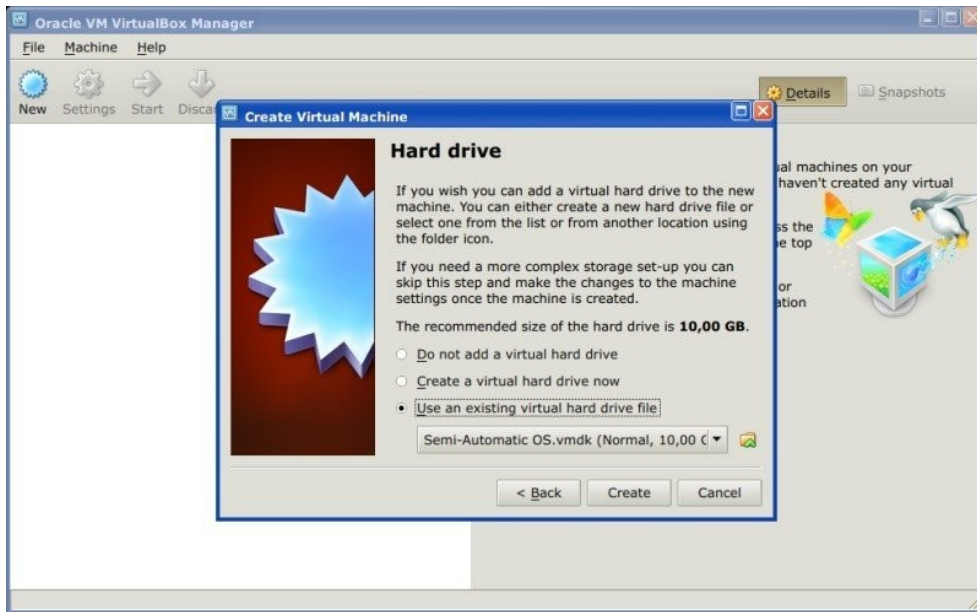 Oracle VM VirtualBox Manager
File Machine Help
New Settings Start Discar
Details Snapshots
Create Virtual Machine
Hard drive
If you wish you can add a virtual hard drive to the new
machine. You can either create a new hard drive file or
select one from the list or from another location using
the folder icon.
If you need a more complex storage set-up you can
skip this step and make the changes to the machine
settings once the machine is created.
The recommended size of the hard drive is 10,00 GB.
Do not add a virtual hard drive
Create a virtual hard drive now
Use an existing virtual hard drive file
Semi-Automatic OS.vmdk (Normal, 10,00
< Back Create Cancel
machines on your
haven't created any virtual
the
top
or